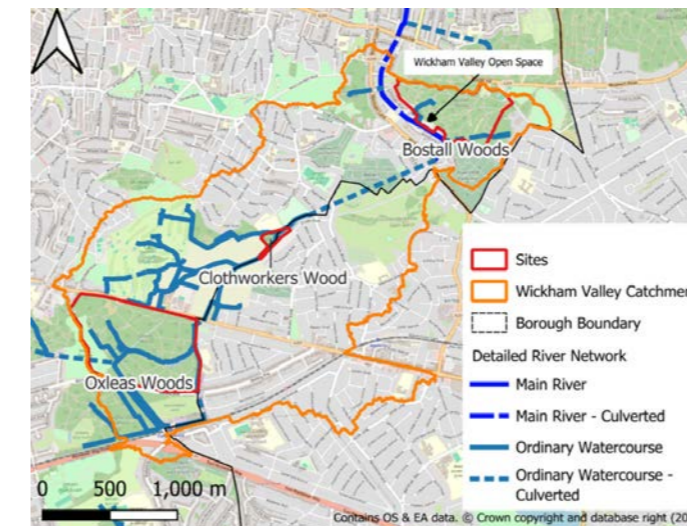 Wickham Valley Open Space
Bostall Woods
Clothworkers Wood
Oxleas Woods
Sites
Wickham Valley Catchmen
Borough Boundary
Detailed River Network
Main River
Main River - Culverted
Ordinary Watercourse
Ordinary Watercourse -
Culverted
0 500 1,000 m
Contains OS & EA data. © Crown copyright and database right (20